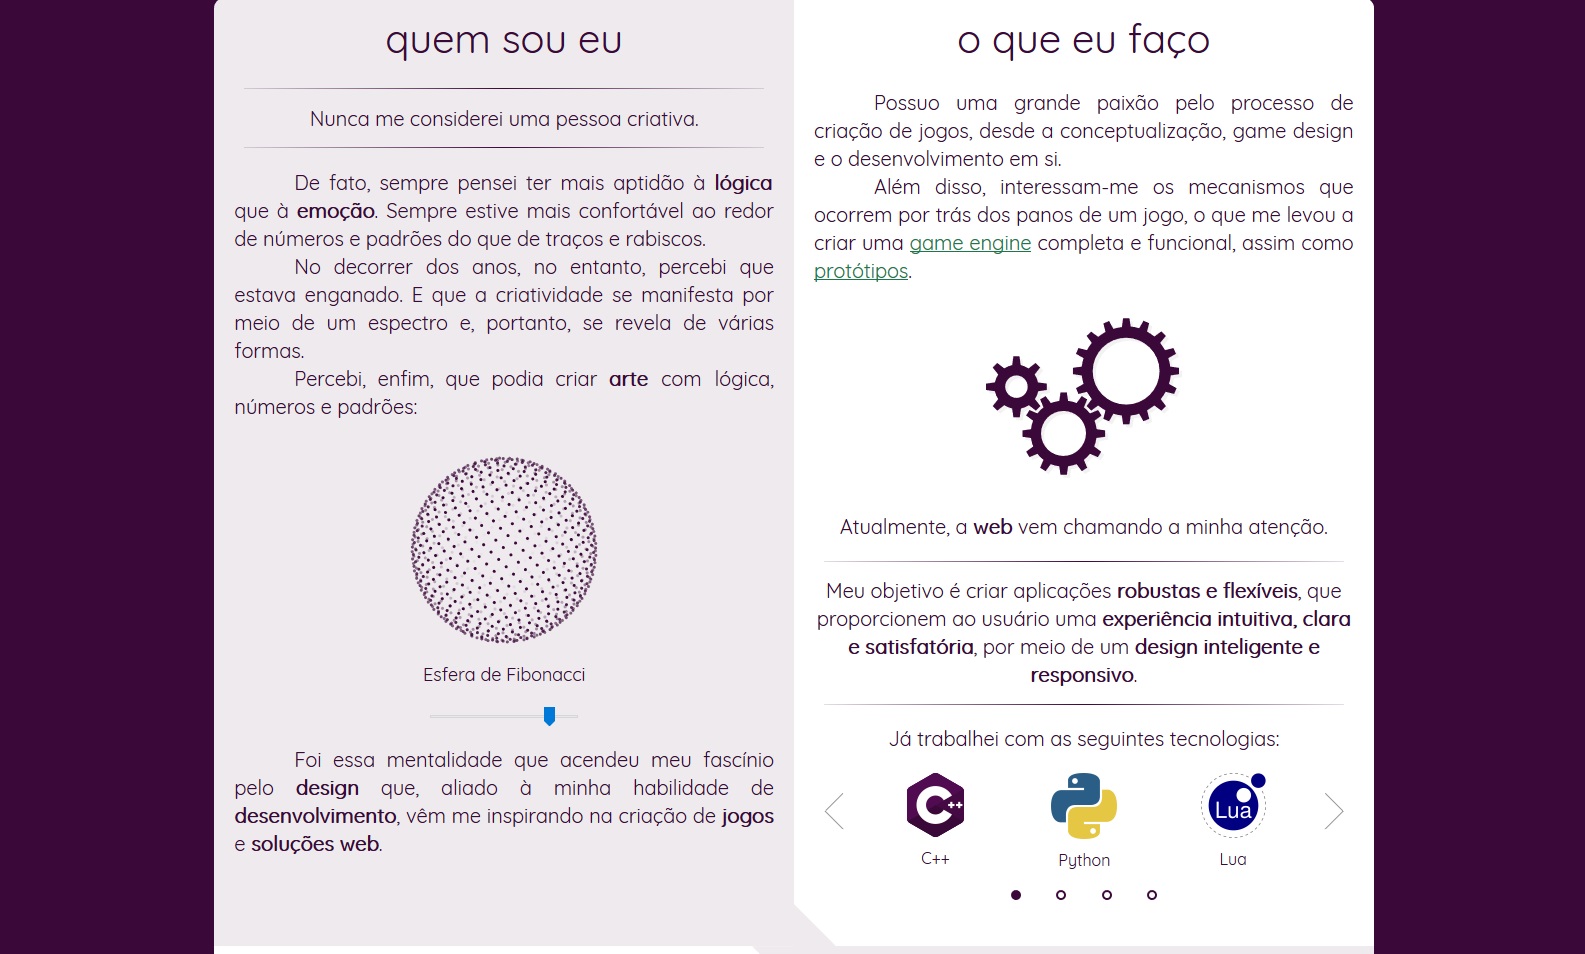 quem sou eu
Nunca me considerei uma pessoa criativa.
De fato, sempre pensei ter mais aptidão à lógica
que à emoção. Sempre estive mais confortável ao redor
de números e padrões do que de traços e rabiscos.
No decorrer dos anos, no entanto, percebi que
estava enganado. E que a criatividade se manifesta por
meio de um espectro e, portanto, se revela de várias
formas.
Percebi, enfim, que podia criar arte com lógica,
números e padrões:
Esfera de Fibonacci
Foi essa mentalidade que acendeu meu fascínio
pelo design que, aliado à minha habilidade de
desenvolvimento, vêm me inspirando na criação de jogos
e soluções web.
o que eu faço
Possuo uma grande paixão pelo processo de
criação de jogos, desde a conceptualização, game design
e o desenvolvimento em si.
Além disso, interessam-me os mecanismos que
ocorrem por trás dos panos de um jogo, o que me levou a
criar uma game engine completa e funcional, assim como
protótipos.
Atualmente, a web vem chamando a minha atenção.
Meu objetivo é criar aplicações robustas e flexíveis, que
proporcionem ao usuário uma experiência intuitiva, clara
e satisfatória, por meio de um design inteligente e
responsivo.
Já trabalhei com as seguintes tecnologias:
C++
Lua
C++
Python
Lua